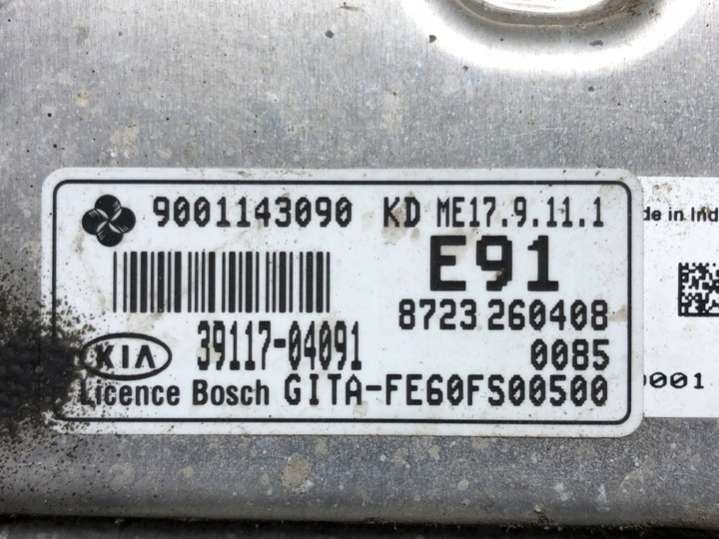 9001143090 KD ME17.9.11.1
E91
8723 260408
KIA 39117-04091 0085
Licence Bosch GITA-FE60FS00500
in Ind
0001